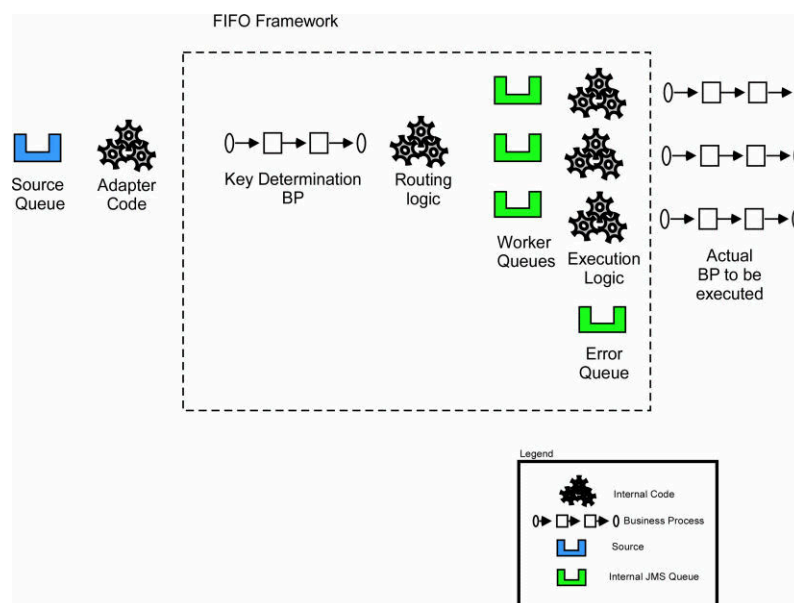 FIFO Framework
Source
Queue
Adapter
Code
Key Determination
BP
Routing
logic
Worker
Queues
Execution
Logic
Actual
BP to be
executed
Error
Queue
Legend
Internal Code
Business Process
Source
Internal JMS Queue